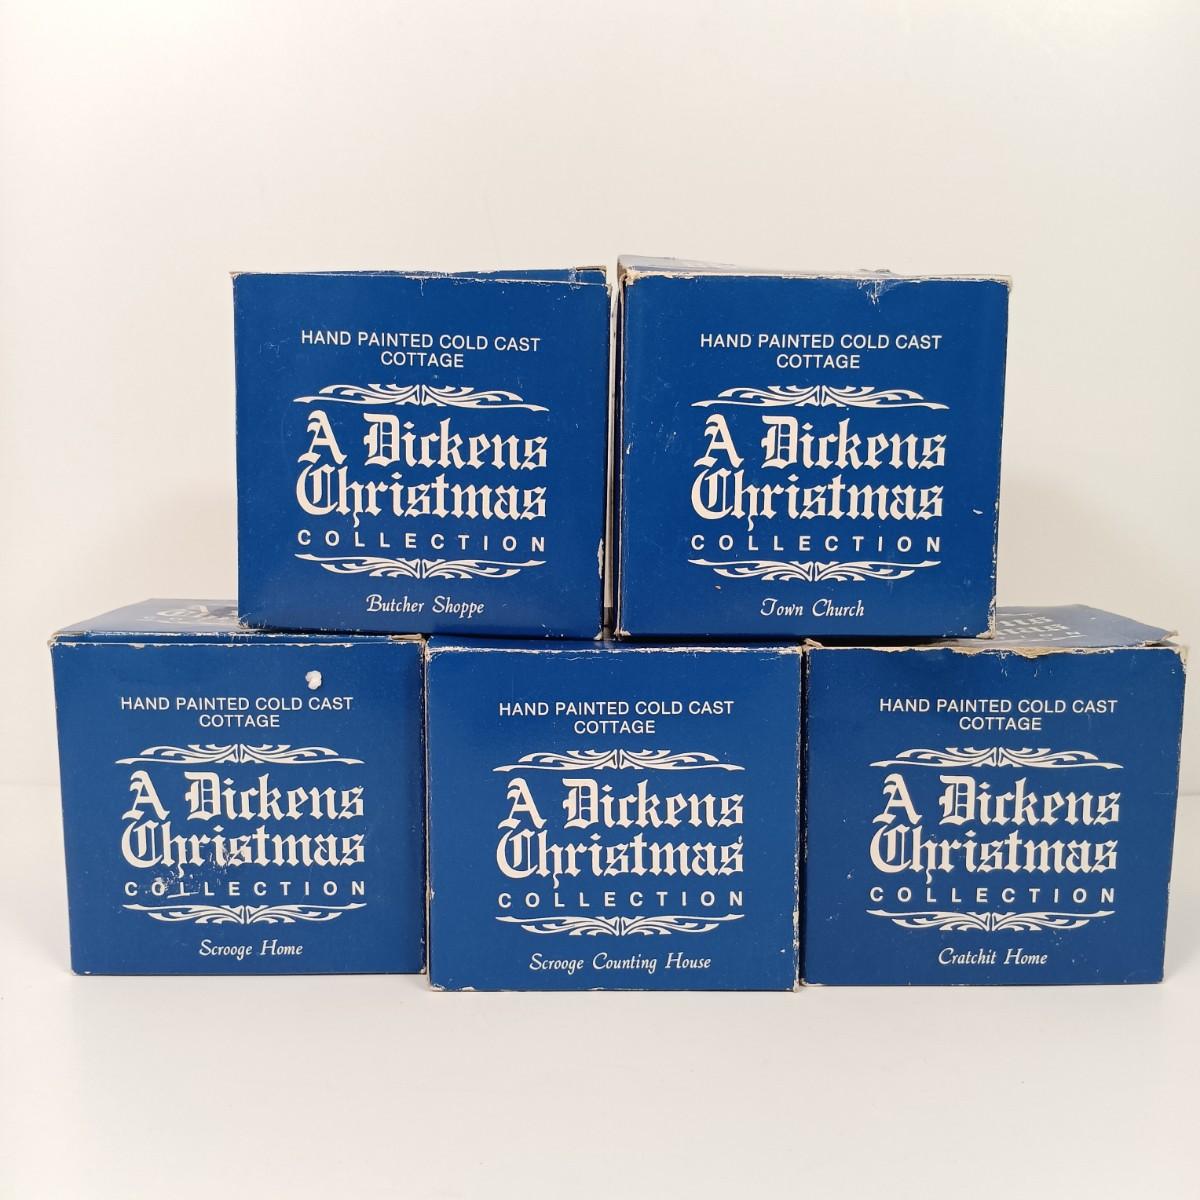 HAND PAINTED COLD CAST
COTTAGE
A Dickens
Christmas
COLLECTION
Butcher Shoppe
HAND PAINTED COLD CAST
COTTAGE
A Dickens
Christmas
COLLECTION
Town Church
HAND PAINTED COLD CAST
COTTAGE
A Dickens
Christmas
COLLECTION
Scrooge Home
HAND PAINTED COLD CAST
COTTAGE
A Dickens
Christmas
COLLECTION
Scrooge Counting House
HAND PAINTED COLD CAST
COTTAGE
A Dickens
Christmas
COLLECTION
Cratchit Home